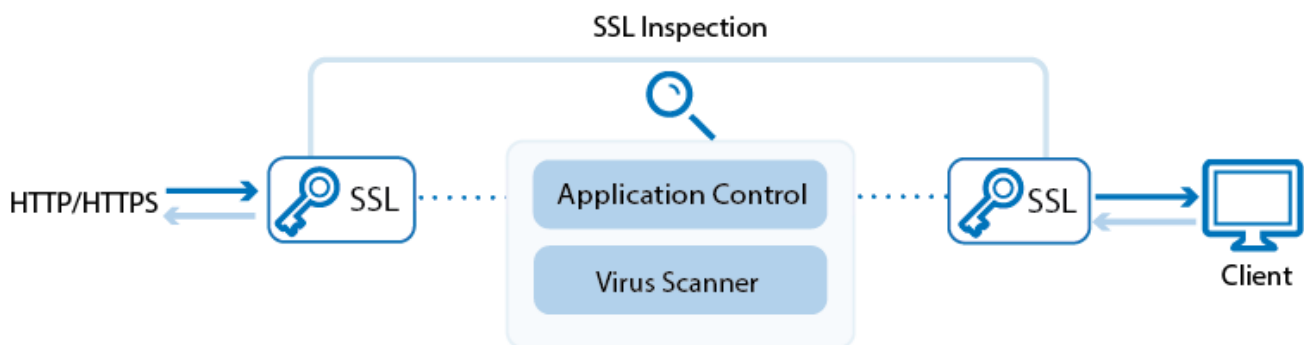 SSL Inspection
HTTP/HTTPS
SSL
Application Control
Virus Scanner
SSL
Client